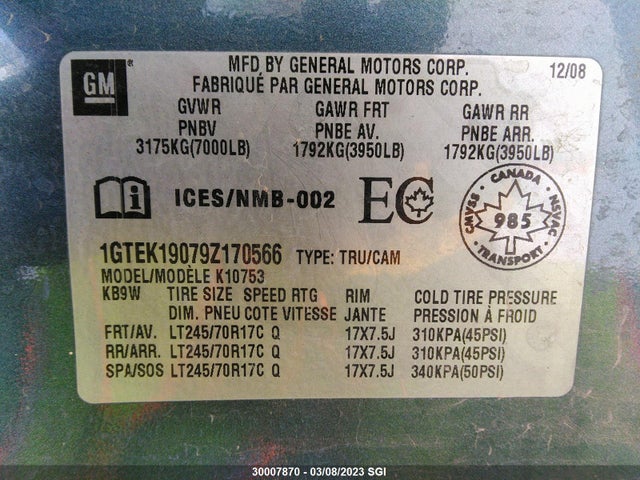 MFD BY GENERAL MOTORS CORP. 12/08
GM
FABRIQUÉ PAR GENERAL MOTORS CORP.
GVWR GAWR FRT GAWR RR
PNBV PNBE AV. PNBE ARR.
3175KG(7000LB) 1792KG(3950LB) 1792KG(3950LB)
i ICES/NMB-002 EC
CANADA
CMVSS 985 NSVAC
TRANSPORT
1GTEK19079Z170566 TYPE: TRU/CAM
MODEL/MODÈLE K10753
KB9W TIRE SIZE SPEED RTG RIM COLD TIRE PRESSURE
DIM. PNEU COTE VITESSE JANTE PRESSION À FROID
FRT/AV. LT245/70R17C Q 17X7.5J 310KPA(45PSI)
RR/ARR. LT245/70R17C Q 17X7.5J 310KPA(45PSI)
SPA/SOS LT245/70R17C Q 17X7.5J 340KPA(50PSI)
30007870 — 03/08/2023 SGI